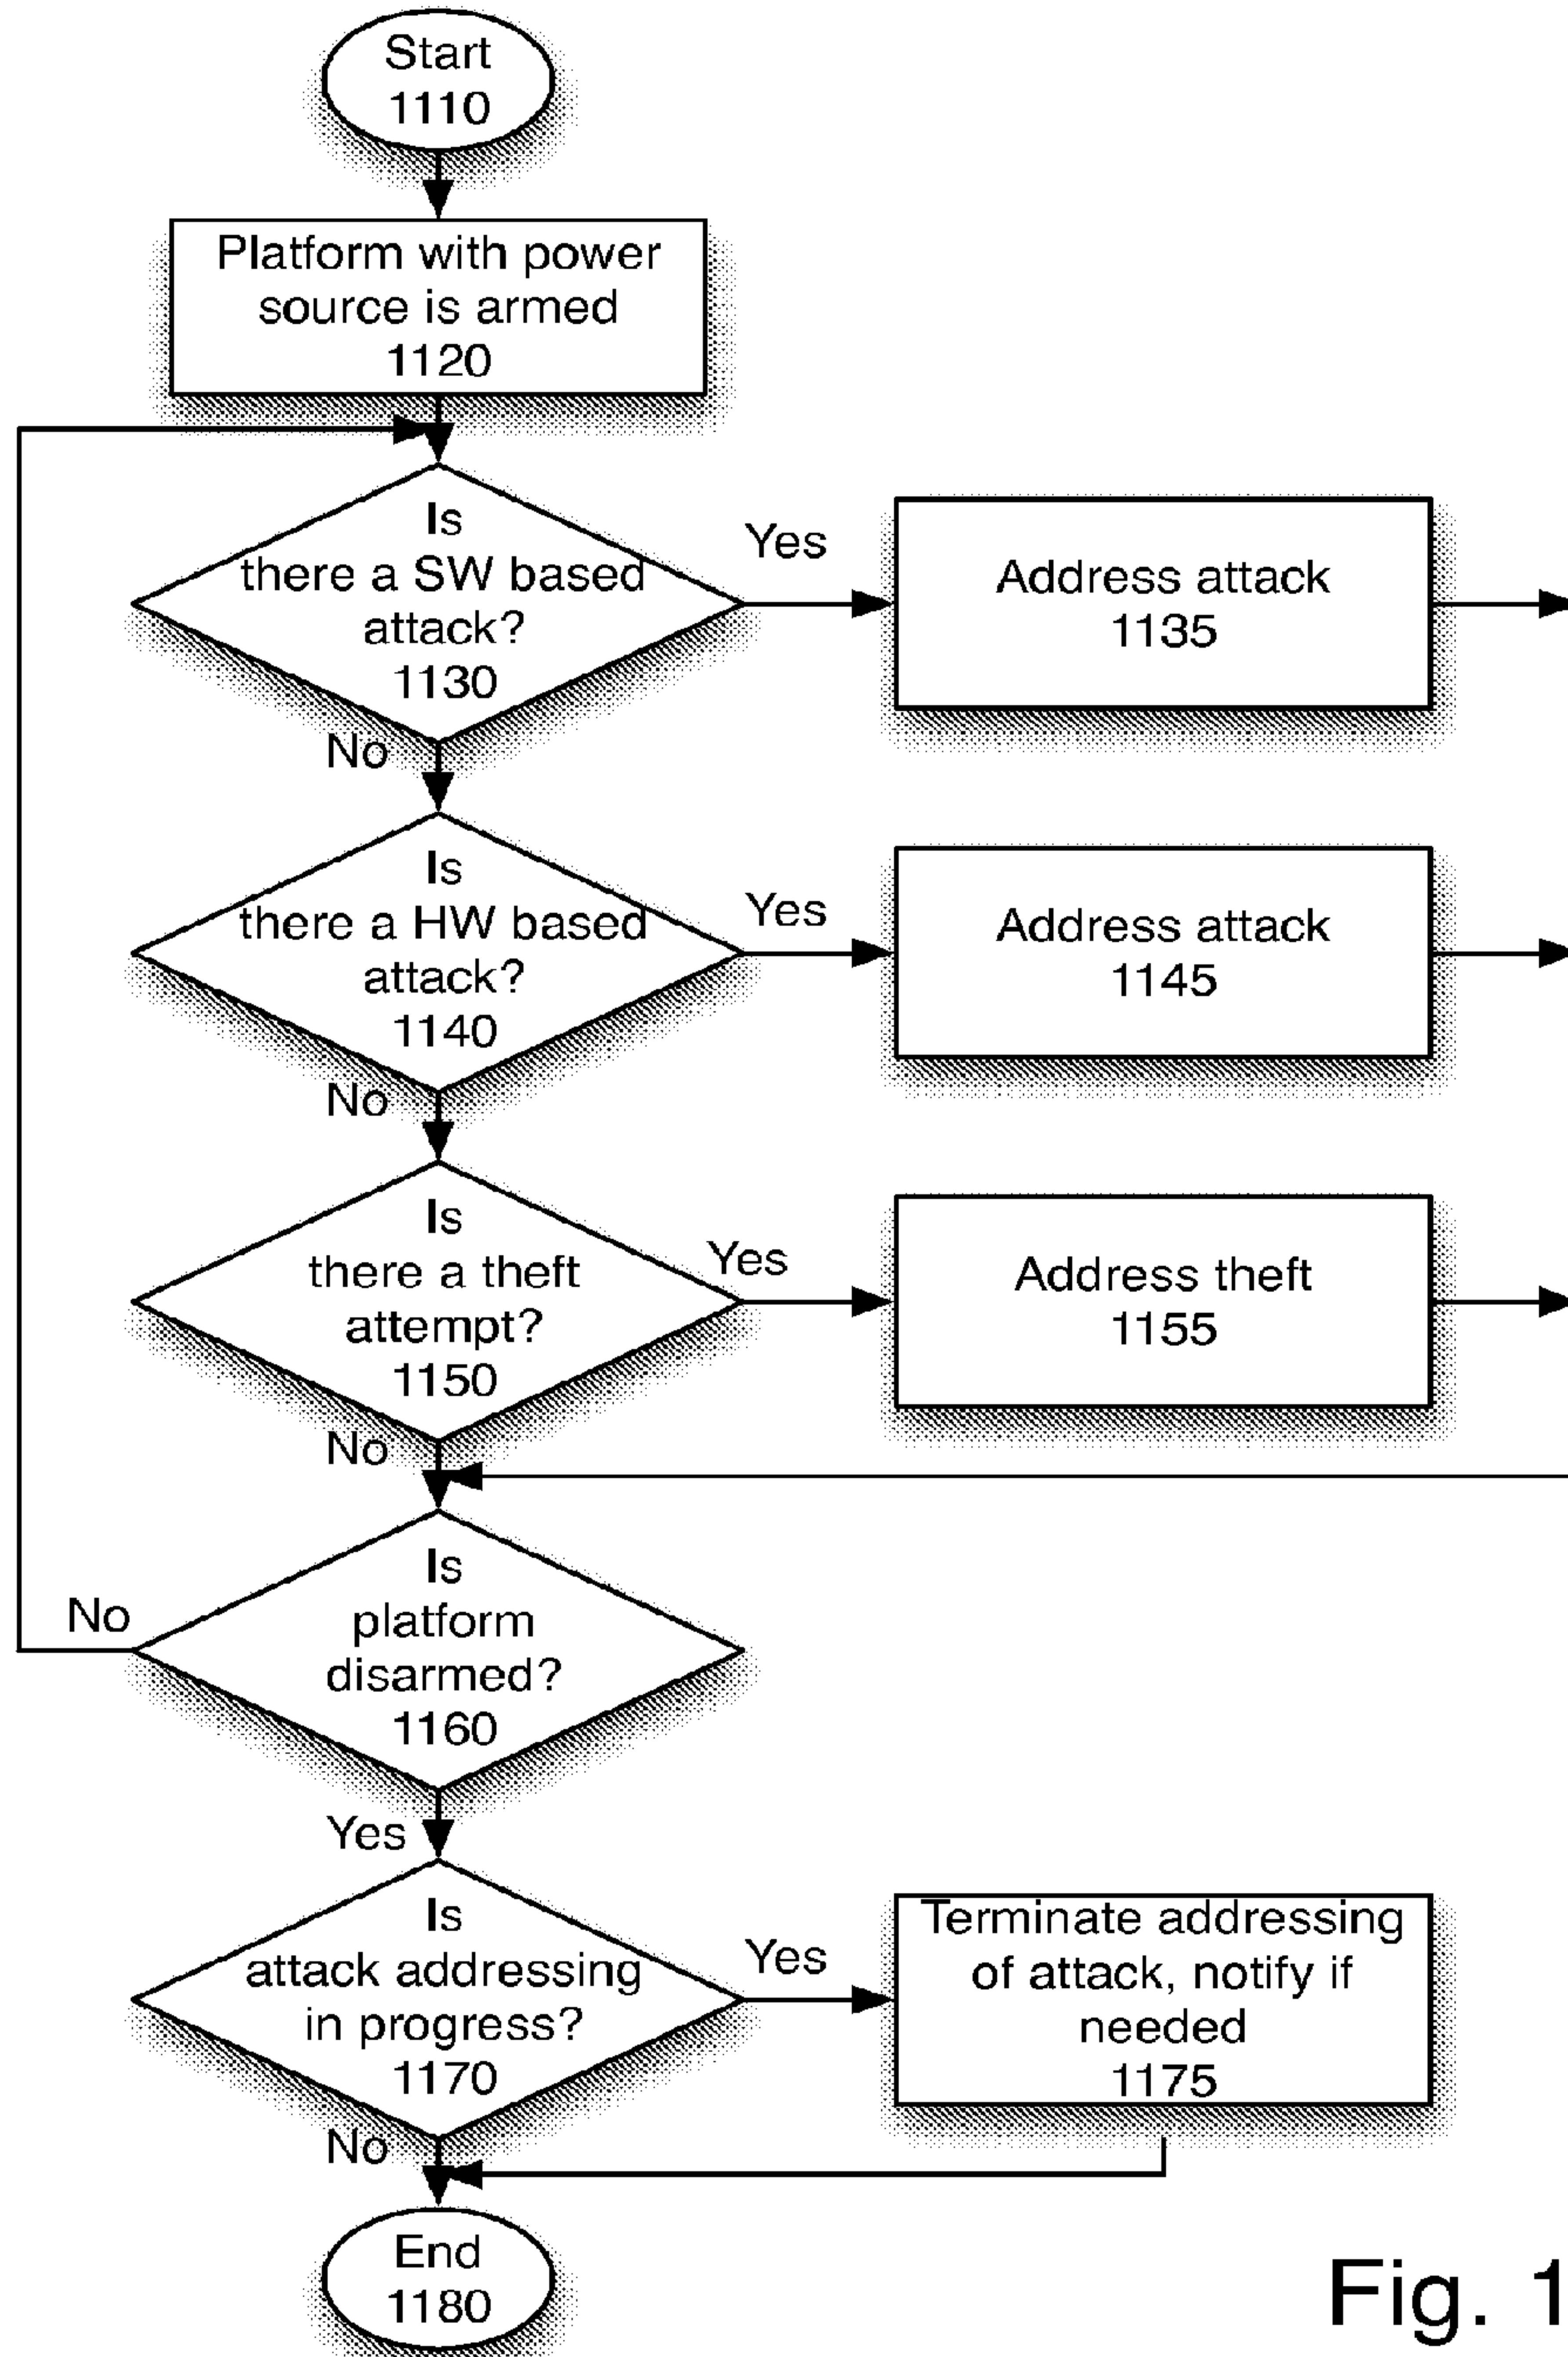 Start
1110
Platform with power
source is armed
1120
Is
there a SW based
attack?
1130
Yes
Address attack
1135
No
Is
there a HW based
attack?
1140
Yes
Address attack
1145
No
Is
there a theft
attempt?
1150
Yes
Address theft
1155
No
Is
platform
disarmed?
1160
No
Yes
Is
attack addressing
in progress?
1170
Yes
Terminate addressing
of attack, notify if
needed
1175
No
End
1180
Fig. 1